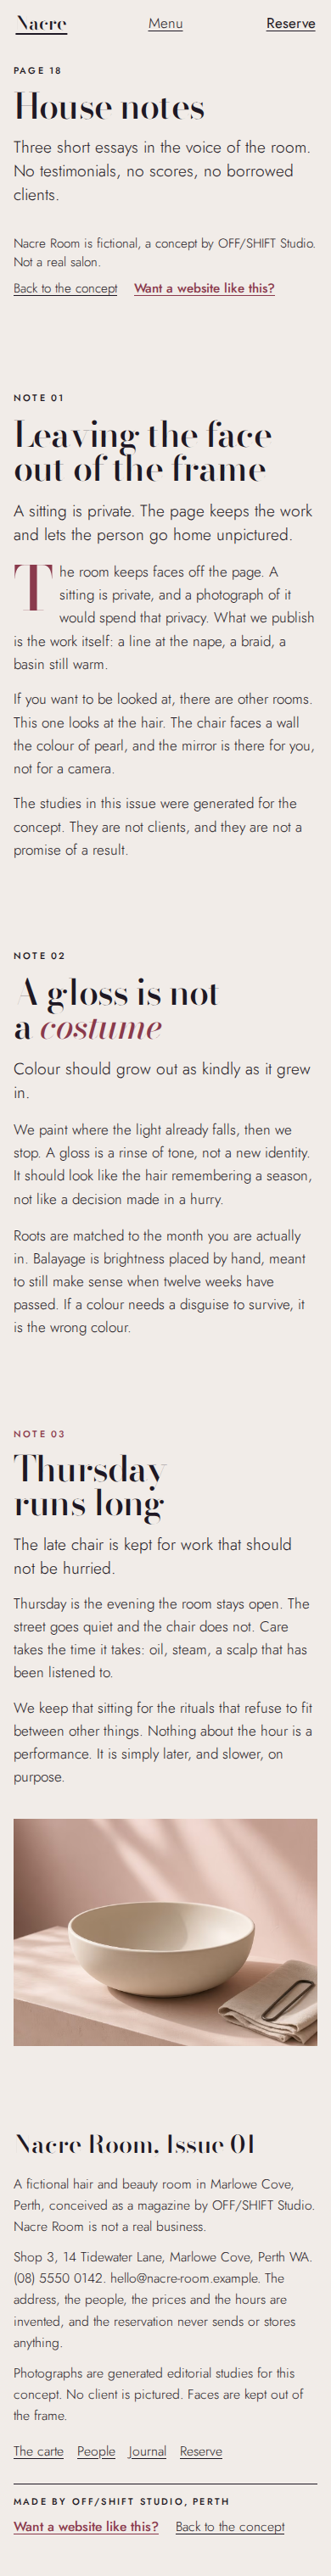 Nacre Menu Reserve
PAGE 18
House notes
Three short essays in the voice of the room.
No testimonials, no scores, no borrowed
clients.
Nacre Room is fictional, a concept by OFF/SHIFT Studio.
Not a real salon.
Back to the concept Want a website like this?
NOTE 01
Leaving the face
out of the frame
A sitting is private. The page keeps the work
and lets the person go home unpictured.
The room keeps faces off the page. A
sitting is private, and a photograph of it
would spend that privacy. What we publish
is the work itself: a line at the nape, a braid, a
basin still warm.
If you want to be looked at, there are other rooms.
This one looks at the hair. The chair faces a wall
the colour of pearl, and the mirror is there for you,
not for a camera.
The studies in this issue were generated for the
concept. They are not clients, and they are not a
promise of a result.
NOTE 02
A gloss is not
a costume
Colour should grow out as kindly as it grew
in.
We paint where the light already falls, then we
stop. A gloss is a rinse of tone, not a new identity.
It should look like the hair remembering a season,
not like a decision made in a hurry.
Roots are matched to the month you are actually
in. Balayage is brightness placed by hand, meant
to still make sense when twelve weeks have
passed. If a colour needs a disguise to survive, it
is the wrong colour.
NOTE 03
Thursday
runs long
The late chair is kept for work that should
not be hurried.
Thursday is the evening the room stays open. The
street goes quiet and the chair does not. Care
takes the time it takes: oil, steam, a scalp that has
been listened to.
We keep that sitting for the rituals that refuse to fit
between other things. Nothing about the hour is a
performance. It is simply later, and slower, on
purpose.
Nacre Room. Issue 01
A fictional hair and beauty room in Marlowe Cove,
Perth, conceived as a magazine by OFF/SHIFT Studio.
Nacre Room is not a real business.
Shop 3, 14 Tidewater Lane, Marlowe Cove, Perth WA.
(08) 5550 0142. hello@nacre-room.example. The
address, the people, the prices and the hours are
invented, and the reservation never sends or stores
anything.
Photographs are generated editorial studies for this
concept. No client is pictured. Faces are kept out of
the frame.
The carte People Journal Reserve
MADE BY OFF/SHIFT STUDIO, PERTH
Want a website like this? Back to the concept